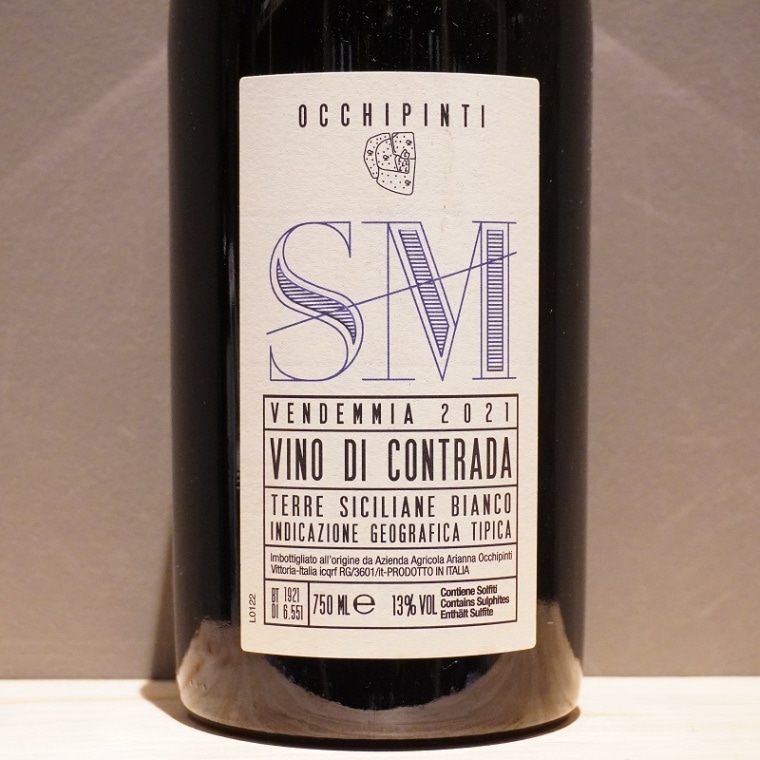 OCCHIPINTI
SM
VENDEMMIA 2021
VINO DI CONTRADA
TERRE SICILIANE BIANCO
INDICAZIONE GEOGRAFICA TIPICA
Imbottigliato all'origine da Azienda Agricola Arianna Occhipinti
Vittoria-Italia icqrf RG/3601/It-PRODOTTO IN ITALIA
L0122
BT 1921
DI 6.551
750 ML ℮ 13% VOL
Contiene Solfiti
Contains Sulphites
Enthält Sulfite